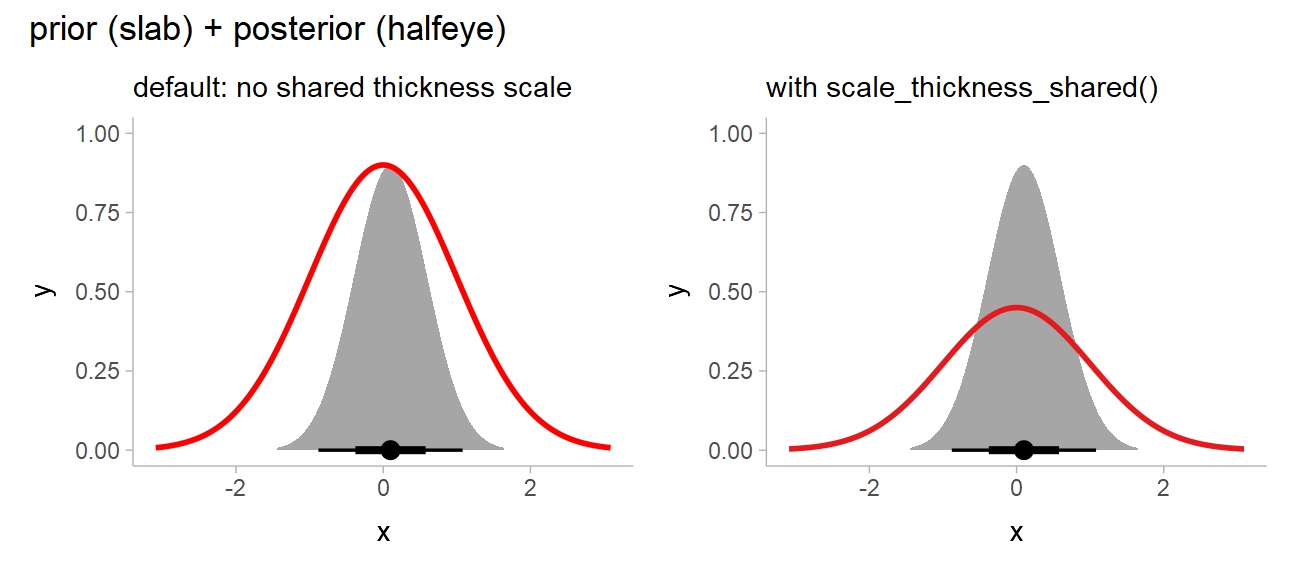 prior (slab) + posterior (halfeye)
default: no shared thickness scale
1.00
0.75
0.50
0.25
0.00
y
-2 0 2
x
with scale_thickness_shared()
1.00
0.75
0.50
0.25
0.00
y
-2 0 2
x